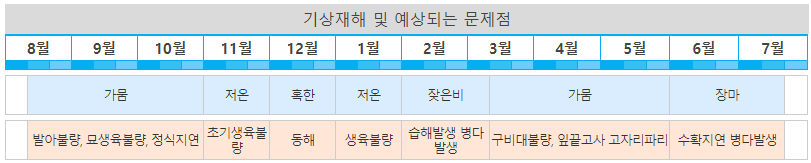 기상재해 및 예상되는 문제점
8월 9월 10월 11월 12월 1월 2월 3월 4월 5월 6월 7월
가뭄 저온 혹한 저온 잦은비 가뭄 장마
발아불량, 묘생육불량, 정식지연 초기생육불량 동해 생육불량 습해발생 병다발생 구비대불량, 잎끝고사 고자리파리 수확지연 병다발생